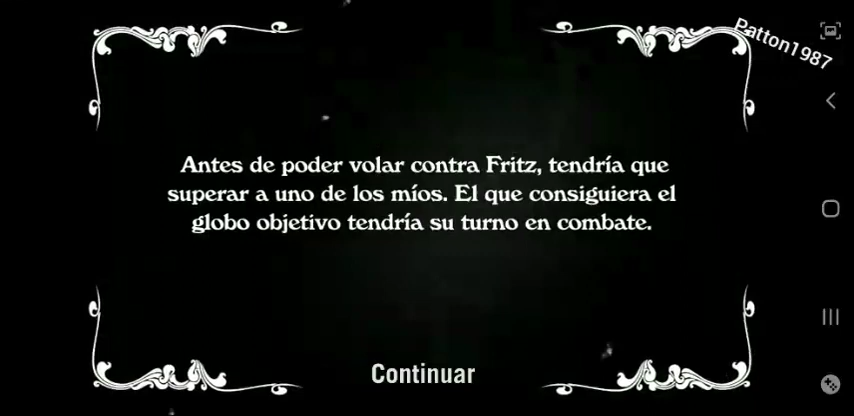 Patton1987
Antes de poder volar contra Fritz, tendría que
superar a uno de los míos. El que consiguiera el
globo objetivo tendría su turno en combate.
Continuar